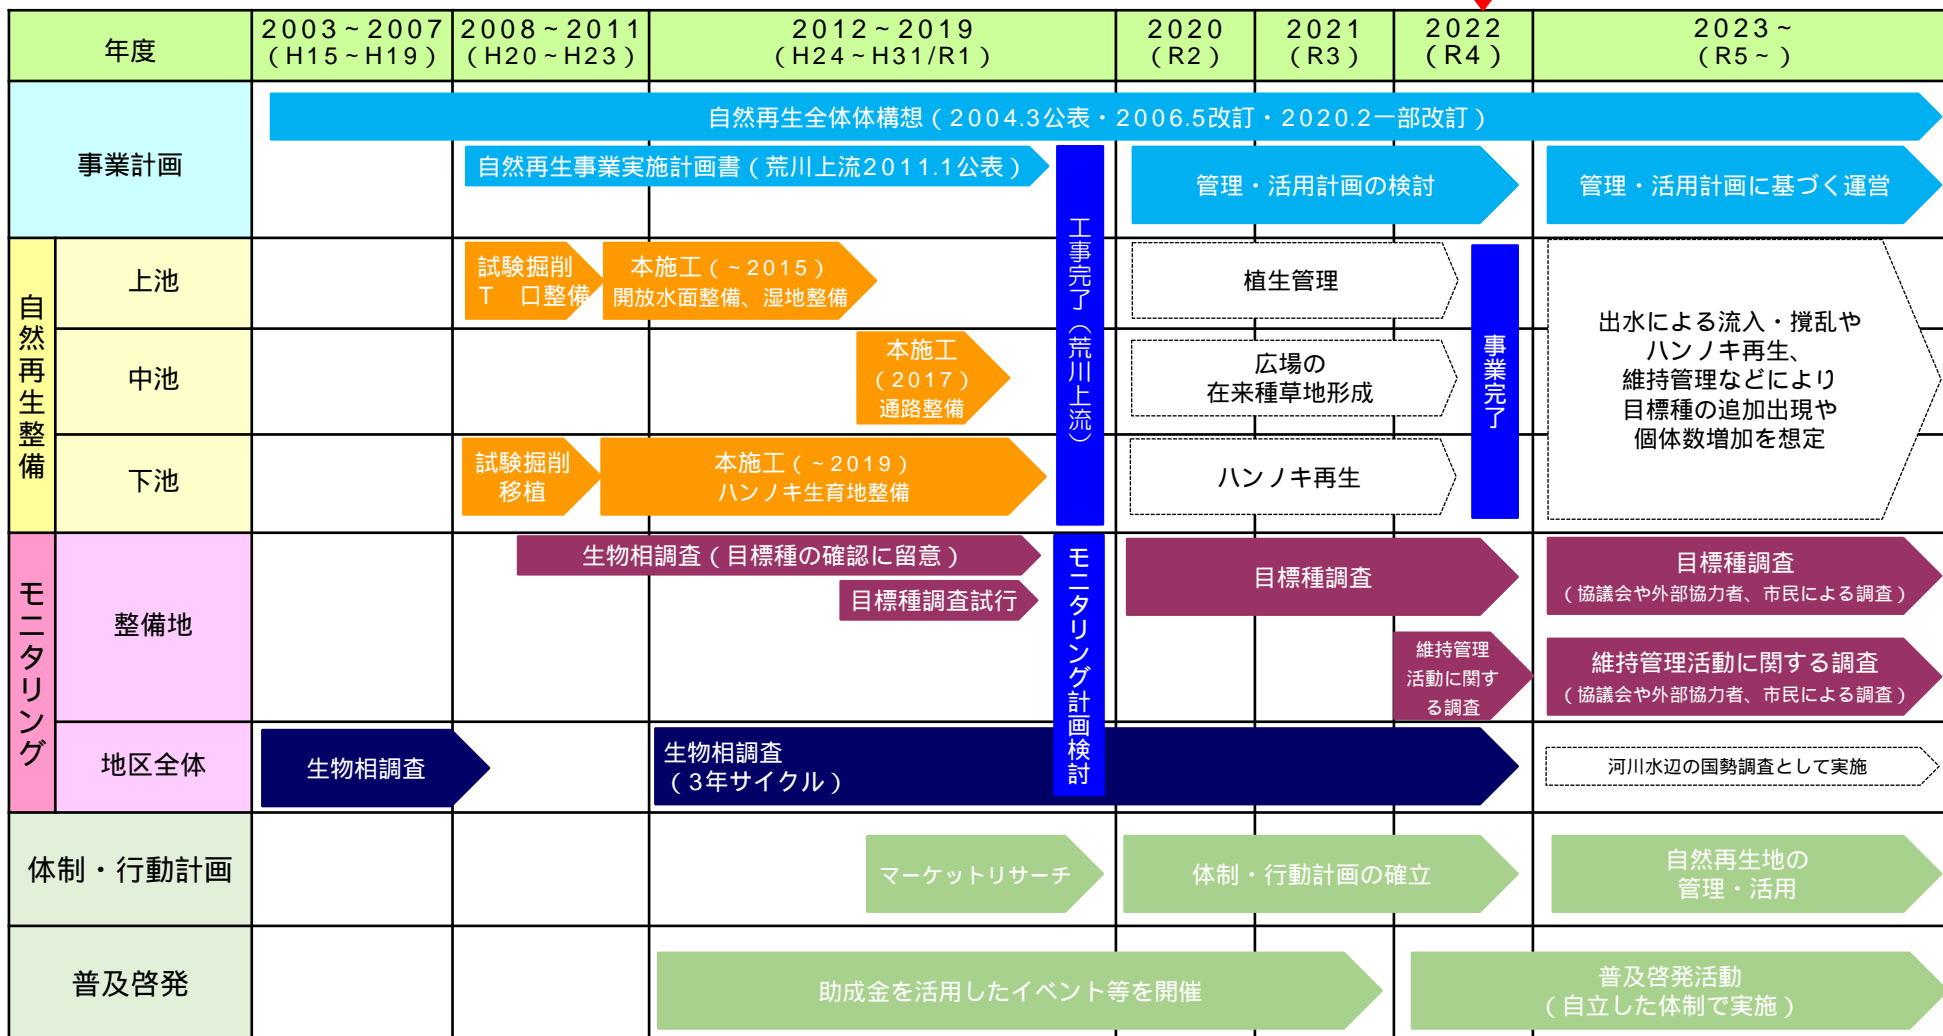 年度
2003～2007
（H15～H19）
2008～2011
（H20～H23）
2012～2019
（H24～H31/R1）
2020
（R2）
2021
（R3）
2022
（R4）
2023～
（R5～）
事業計画
自然再生全体体構想（2004.3公表・2006.5改訂・2020.2一部改訂）
自然再生事業実施計画書（荒川上流2011.1公表）
管理・活用計画の検討
管理・活用計画に基づく運営
工事完了（荒川上流）
自然再生整備
上池
試験掘削
T　口整備
本施工（～2015）
開放水面整備、湿地整備
植生管理
中池
本施工
（2017）
通路整備
広場の
在来種草地形成
下池
試験掘削
移植
本施工（～2019）
ハンノキ生育地整備
ハンノキ再生
事業完了
出水による流入・撹乱や
ハンノキ再生、
維持管理などにより
目標種の追加出現や
個体数増加を想定
モニタリング
整備地
生物相調査（目標種の確認に留意）
目標種調査試行
モニタリング計画検討
目標種調査
維持管理
活動に関す
る調査
目標種調査
（協議会や外部協力者、市民による調査）
維持管理活動に関する調査
（協議会や外部協力者、市民による調査）
地区全体
生物相調査
生物相調査
（3年サイクル）
河川水辺の国勢調査として実施
体制・行動計画
マーケットリサーチ
体制・行動計画の確立
自然再生地の
管理・活用
普及啓発
助成金を活用したイベント等を開催
普及啓発活動
（自立した体制で実施）